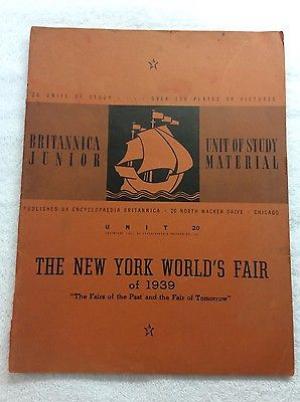 26 UNITS OF STUDY . . . . . OVER 150 PLATES OF PICTURES
BRITANNICA
JUNIOR
UNIT OF STUDY
MATERIAL
PUBLISHED BY ENCYCLOPAEDIA BRITANNICA • 20 NORTH WACKER DRIVE • CHICAGO
UNIT 20
THE NEW YORK WORLD'S FAIR
of 1939
"The Fairs of the Past and the Fair of Tomorrow"